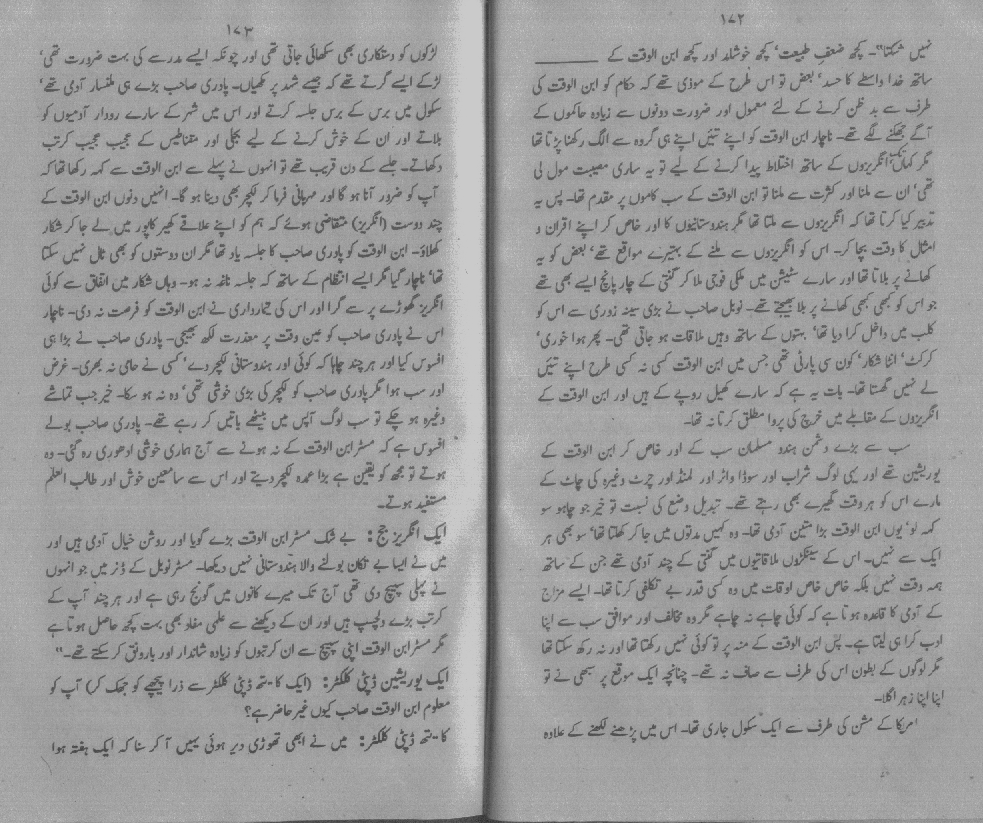 ۱۷۲
نہیں سکتا"۔ کچھ ضعفِ طبیعت' کچھ خوشامد اور کچھ ابن الوقت کے
ساتھ خدا واسطے کا حسد' بعض تو اس طرح کے موذی تھے کہ حکام کو ابن الوقت کی
طرف سے بدظن کرنے کے لئے معمول اور ضرورت دونوں سے زیادہ حاکموں کے
آگے جھکنے لگے تھے۔ ناچار ابن الوقت کو اپنے تئیں اپنے ہی گروہ سے الگ رکھنا پڑتا تھا
مگر انگریزوں کے ساتھ اختلاط پیدا کرنے کے لیے تو یہ ساری مصیبت مول لی
تھی' ان سے ملنا اور کثرت سے ملنا تو ابن الوقت کے سب کاموں پر مقدم تھا۔ پس یہ
تدبیر کیا کرتا تھا کہ انگریزوں سے ملتا تھا مگر ہندوستانیوں کا اور خاص کر اپنے اقران و
امثال کا وقت بچا کر۔ اس کو انگریزوں سے ملنے کے بہتیرے مواقع تھے' بعض کو یہ
کھانے پر بلاتا تھا اور سارے سٹیشن میں ملکی فوجی ملا کر گنتی کے چار پانچ ایسے بھی تھے
جو اس کو کبھی کبھی کھانے پر بلا بھیجتے تھے۔ نوبل صاحب نے بڑی سینہ زوری سے اس کو
کلب میں داخل کرا دیا تھا' بہتوں کے ساتھ وہیں ملاقات ہو جاتی تھی۔ پھر ہوا خوری'
کرکٹ' انٹا شکار' کون سی پارٹی تھی جس میں ابن الوقت کسی نہ کسی طرح اپنے تئیں
لے نہیں گھستا تھا۔ بات یہ ہے کہ سارے کھیل روپے کے ہیں اور ابن الوقت کے
انگریزوں کے مقابلے میں خرچ کی پروا مطلق کرتا نہ تھا۔
سب سے بڑے دشمن ہندو مسلمان سب کے اور خاص کر ابن الوقت کے
یوریشین تھے اور یہی لوگ شراب اور سوڈا واٹر اور لمنڈ اور چرٹ وغیرہ کی چاٹ کے
مارے اس کو ہر وقت گھیرے بھی رہتے تھے۔ تبدیل وضع کی نسبت تو خیر جو چاہو سو
کہہ لو' یوں ابن الوقت بڑا متین آدمی تھا۔ وہ کہیں مدتوں میں جا کر کھلتا تھا' سو بھی ہر
ایک سے نہیں۔ اس کے سینکڑوں ملاقاتیوں میں گنتی کے چند آدمی تھے جن کے ساتھ
ہمہ وقت نہیں بلکہ خاص خاص اوقات میں وہ کسی قدر بے تکلفی کرتا تھا۔ ایسے مزاج
کے آدمی کا قاعدہ ہوتا ہے کہ کوئی چاہے نہ چاہے مگر وہ مخالف اور موافق سب سے اپنا
ادب کرا ہی لیتا ہے۔ پس ابن الوقت کے منہ پر تو کوئی نہیں رکھتا تھا اور نہ رکھ سکتا تھا
مگر لوگوں کے بطون اس کی طرف سے صاف نہ تھے۔ چنانچہ ایک موقع پر سبھی نے تو
اپنا اپنا زہر اگلا۔
امریکا کے مشن کی طرف سے ایک سکول جاری تھا۔ اس میں پڑھنے لکھنے کے علاوہ
۱۷۳
لڑکوں کو دستکاری بھی سکھائی جاتی تھی اور چونکہ ایسے مدرسے کی بہت ضرورت تھی'
لڑکے ایسے گرتے تھے کہ جیسے شہد پر مکھیاں۔ پادری صاحب بڑے ہی ملنسار آدمی تھے'
سکول میں برس کے برس جلسہ کرتے اور اس میں شہر کے سارے رودار آدمیوں کو
بلاتے اور ان کے خوش کرنے کے لیے بجلی اور مقناطیس کے عجیب عجیب کرتب
دکھاتے۔ جلسے کے دن قریب تھے تو انہوں نے پہلے سے ابن الوقت سے کہہ رکھا تھا کہ
آپ کو ضرور آنا ہو گا اور مہربانی فرما کر لکچر بھی دینا ہو گا۔ انہیں دنوں ابن الوقت کے
چند دوست (انگریز) متقاضی ہوئے کہ ہم کو اپنے علاقے کھیر کاپور میں لے جا کر شکار
کھلاؤ۔ ابن الوقت کو پادری صاحب کا جلسہ یاد تھا مگر ان دوستوں کو بھی ٹال نہیں سکتا
تھا' ناچار گیا مگر ایسے انتظام کے ساتھ کہ جلسہ ناغہ نہ ہو۔ وہاں شکار میں اتفاق سے کوئی
انگریز گھوڑے پر سے گرا اور اس کی تیمارداری نے ابن الوقت کو فرصت نہ دی۔ ناچار
اس نے پادری صاحب کو عین وقت پر معذرت لکھ بھیجی۔ پادری صاحب نے بڑا ہی
افسوس کیا اور ہر چند چاہا کہ کوئی اور ہندوستانی لکچر دے' کسی نے حامی نہ بھری۔ غرض
اور سب ہوا مگر پادری صاحب کو لکچر کی بڑی خوشی تھی' وہ نہ ہو سکا۔ خیر جب تماشے
وغیرہ ہو چکے تو سب لوگ آپس میں بیٹھے باتیں کر رہے تھے۔ پادری صاحب بولے
افسوس ہے کہ مسٹر ابن الوقت کے نہ ہونے سے آج ہماری خوشی ادھوری رہ گئی۔ وہ
ہوتے تو مجھ کو یقین ہے بڑا عمدہ لکچر دیتے اور اس سے سامعین خوش اور طالب العلم
مستفید ہوتے۔
ایک انگریز جج: بے شک مسٹر ابن الوقت بڑے گویا اور روشن خیال آدمی ہیں اور
میں نے ایسا بے تکان بولنے والا ہندوستانی نہیں دیکھا۔ مسٹر نوبل کے ڈنر میں جو انہوں
نے پہلی سپیچ دی تھی آج تک میرے کانوں میں گونج رہی ہے اور ہر چند آپ کے
کرتب بڑے دلچسپ ہیں اور ان کے دیکھنے سے علمی مفاد بھی بہت کچھ حاصل ہوتا ہے
مگر مسٹر ابن الوقت اپنی سپیچ سے ان کرتبوں کو زیادہ شاندار اور بارونق کر سکتے تھے۔"
ایک یوریشین ڈپٹی کلکٹر: (ایک کایستھ ڈپٹی کلکٹر سے ذرا پیچھے کو جھک کر) آپ کو
معلوم ابن الوقت صاحب کیوں غیر حاضر ہے؟
کایستھ ڈپٹی کلکٹر: میں نے ابھی تھوڑی دیر ہوئی یہیں آ کر سنا کہ ایک ہفتہ ہوا